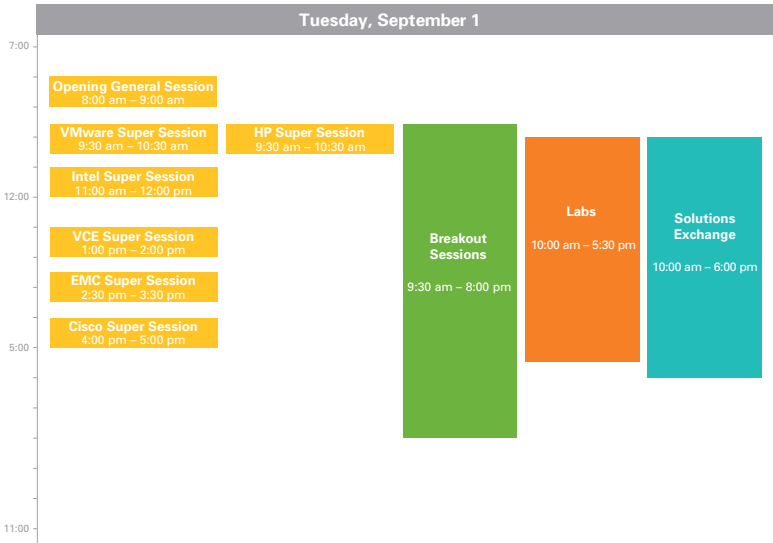 Tuesday, September 1
7:00
Opening General Session
8:00 am – 9:00 am
VMware Super Session
9:30 am – 10:30 am
HP Super Session
9:30 am – 10:30 am
Intel Super Session
11:00 am – 12:00 pm
12:00
VCE Super Session
1:00 pm – 2:00 pm
EMC Super Session
2:30 pm – 3:30 pm
Cisco Super Session
4:00 pm – 5:00 pm
5:00
Breakout
Sessions
9:30 am – 8:00 pm
Labs
10:00 am – 5:30 pm
Solutions
Exchange
10:00 am – 6:00 pm
11:00